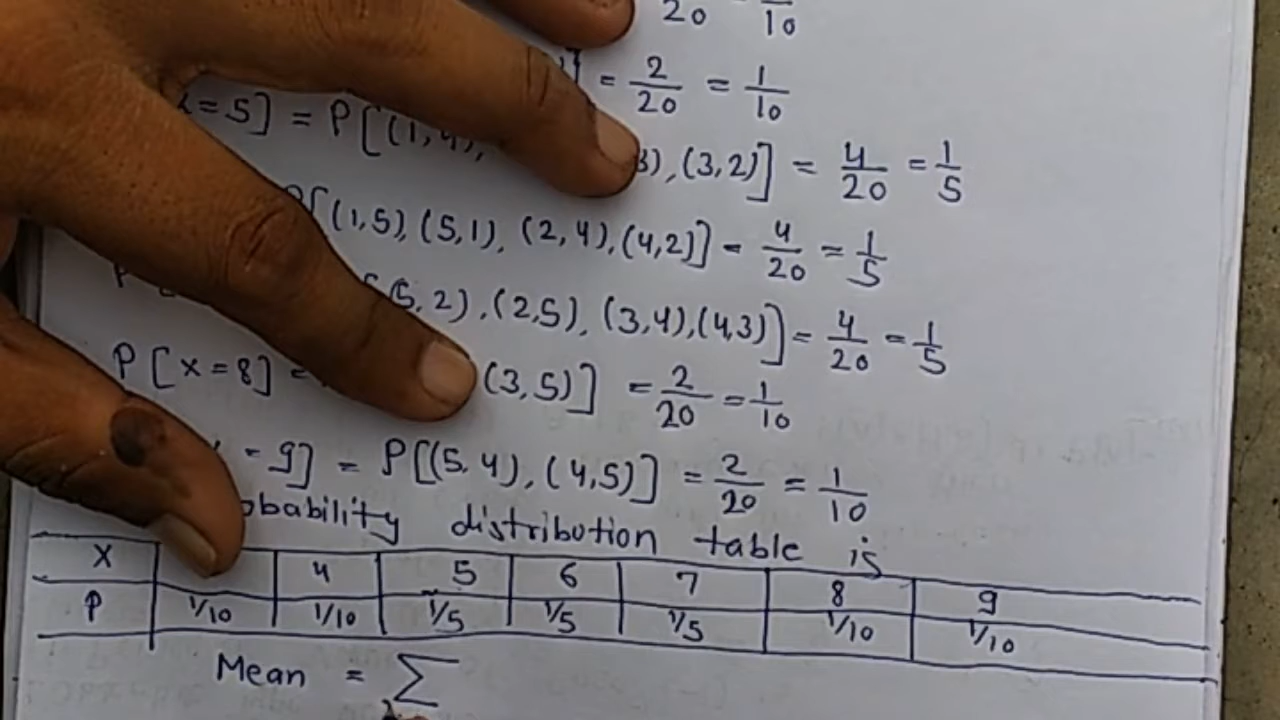 20 10
] = 2/20 = 1/10
x = 5] = P[(1,4), 3), (3,2)] = 4/20 = 1/5
P[(1,5), (5,1), (2,4), (4,2)] = 4/20 = 1/5
P (5,2), (2,5), (3,4), (4,3)] = 4/20 = 1/5
P[x = 8] = (3,5)] = 2/20 = 1/10
= 9] = P[(5,4), (4,5)] = 2/20 = 1/10
obability distribution table is
X 4 5 6 7 8 9
P 1/10 1/10 1/5 1/5 1/5 1/10 1/10
Mean = Σ